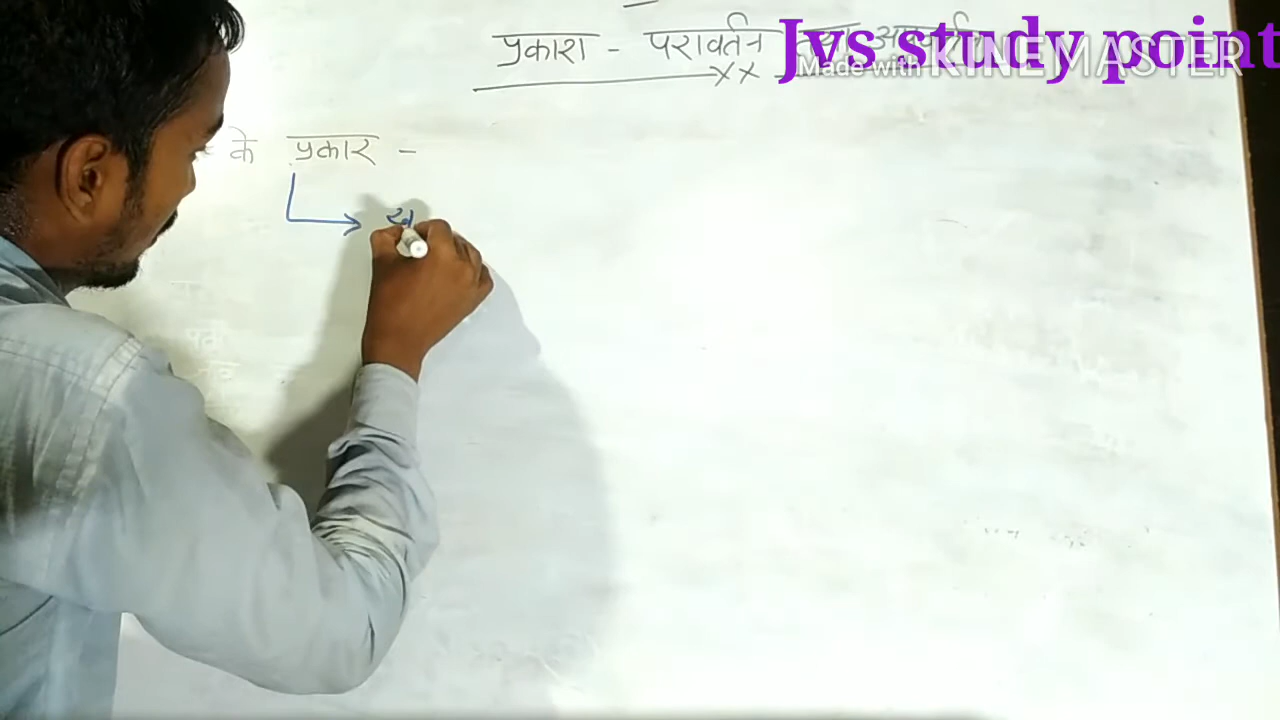 प्रकाश - परावर्तन
Jvs study point
Made with KINEMASTER
के प्रकार -